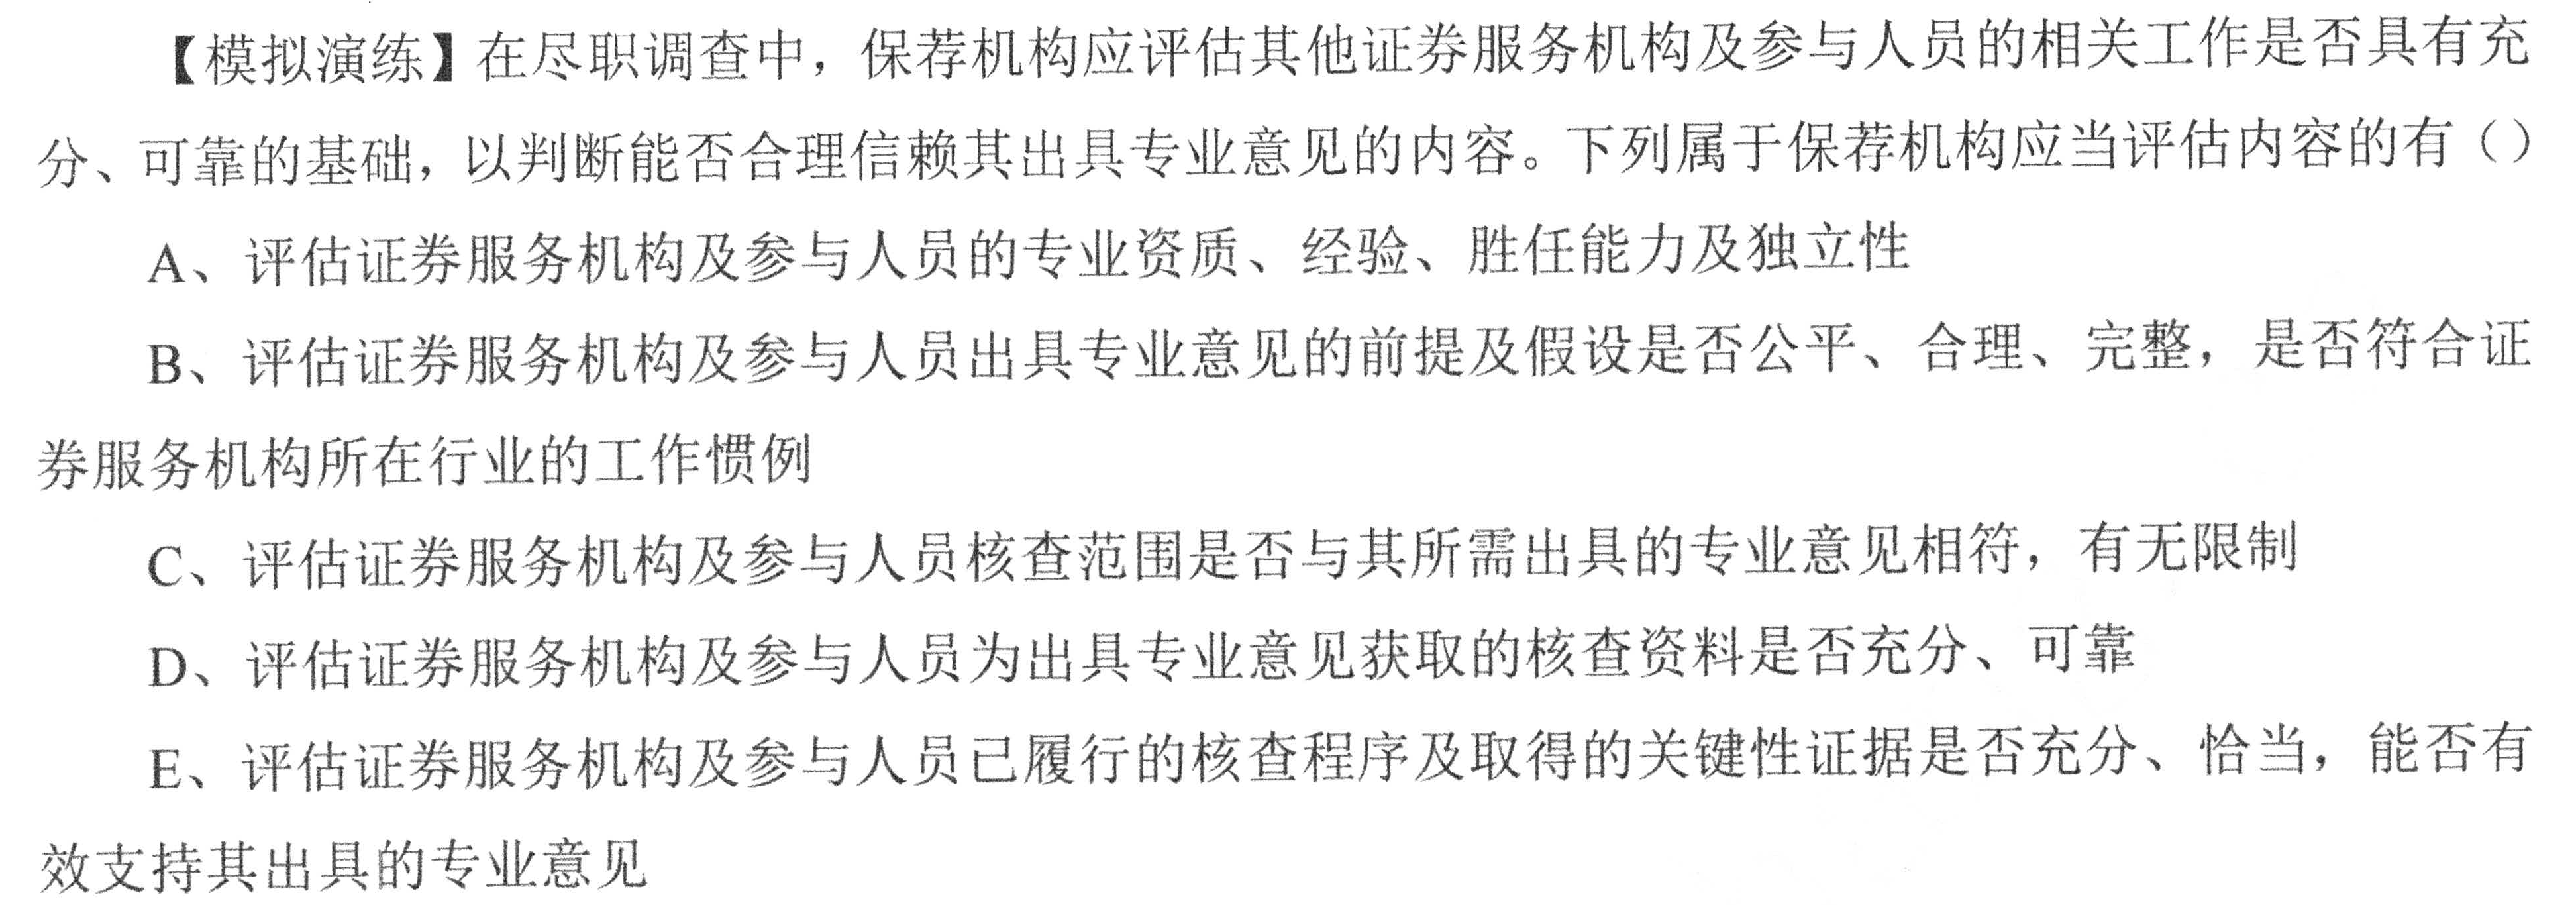 【模拟演练】在尽职调查中，保荐机构应评估其他证券服务机构及参与人员的相关工作是否具有充
分、可靠的基础，以判断能否合理信赖其出具专业意见的内容。下列属于保荐机构应当评估内容的有（）
A、评估证券服务机构及参与人员的专业资质、经验、胜任能力及独立性
B、评估证券服务机构及参与人员出具专业意见的前提及假设是否公平、合理、完整，是否符合证
券服务机构所在行业的工作惯例
C、评估证券服务机构及参与人员核查范围是否与其所需出具的专业意见相符，有无限制
D、评估证券服务机构及参与人员为出具专业意见获取的核查资料是否充分、可靠
E、评估证券服务机构及参与人员已履行的核查程序及取得的关键性证据是否充分、恰当，能否有
效支持其出具的专业意见